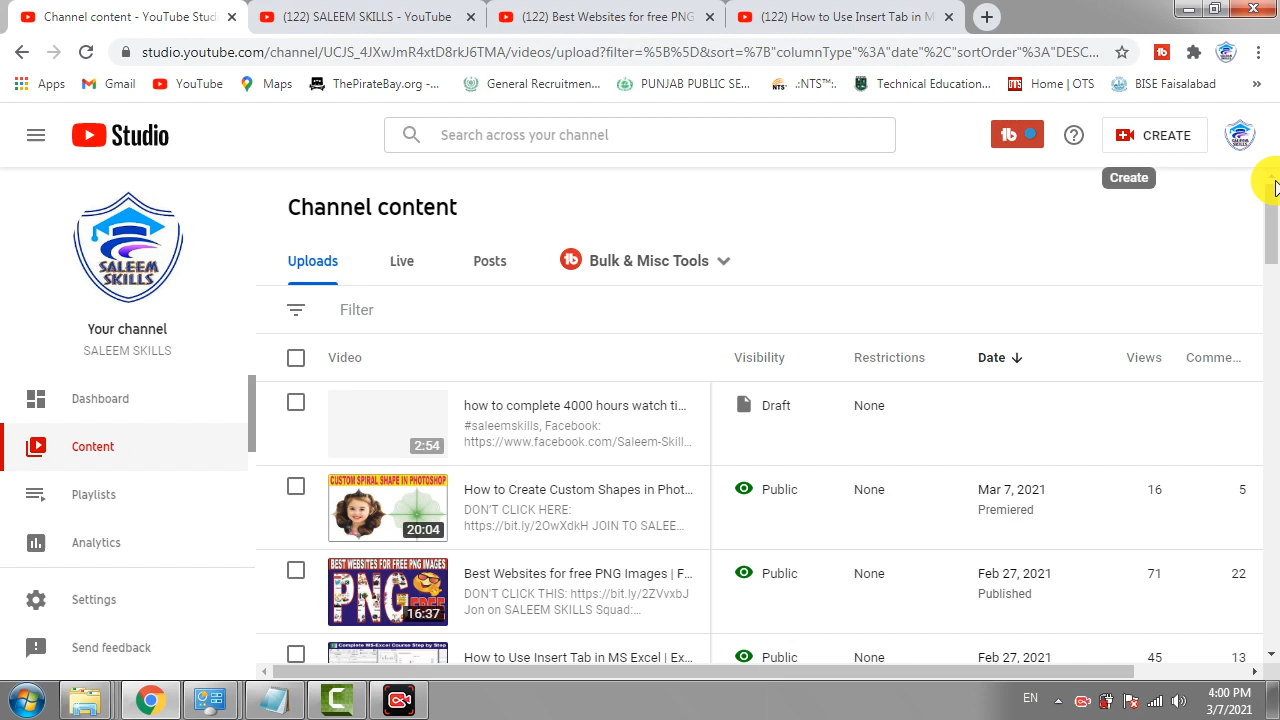 Channel content - YouTube Stud
(122) SALEEM SKILLS - YouTube
Websites for free PNG
(122) How to Use Insert Tab in M
studio.youtube.com/channel/UCJS_4JXwJmR4xtD8rkJ6TMA/videos/upload?filter=%5B%5D&sort=%7B"columnType"%3A"date"%2C"sortOrder"%3A"DESC...
Apps
Gmail
YouTube
Maps
ThePirateBay.org -...
General Recruitmen...
PUNJAB PUBLIC SE...
.:NTS™:.
Technical Education...
Home | OTS
BISE Faisalabad
»
Studio
Search across your channel
CREATE
Create
SALEEM
SKILLS
Your channel
SALEEM SKILLS
Dashboard
Content
Playlists
Analytics
Settings
Send feedback
Channel content
Uploads
Live
Posts
Bulk & Misc Tools
Filter
Video
Visibility
Restrictions
Date
Views
Comme...
2:54
how to complete 4000 hours watch ti...
#saleemskills, Facebook:
https://www.facebook.com/Saleem-Skill...
Draft
None
CUSTOM SPIRAL SHAPE IN PHOTOSHOP
20:04
How to Create Custom Shapes in Phot...
DON'T CLICK HERE:
https://bit.ly/2OwXdkH JOIN TO SALEE...
Public
None
Mar 7, 2021
Premiered
16
5
BEST WEBSITES FOR FREE PNG IMAGES
PNG
FREE
16:37
Best Websites for free PNG Images | F...
DON'T CLICK THIS: https://bit.ly/2ZVvxbJ
Jon on SALEEM SKILLS Squad:...
Public
None
Feb 27, 2021
Published
71
22
Complete MS-Excel Course Step by Step
How to Use Insert Tab in MS Excel | Ex...
Public
None
Feb 27, 2021
45
13
EN
4:00 PM
3/7/2021